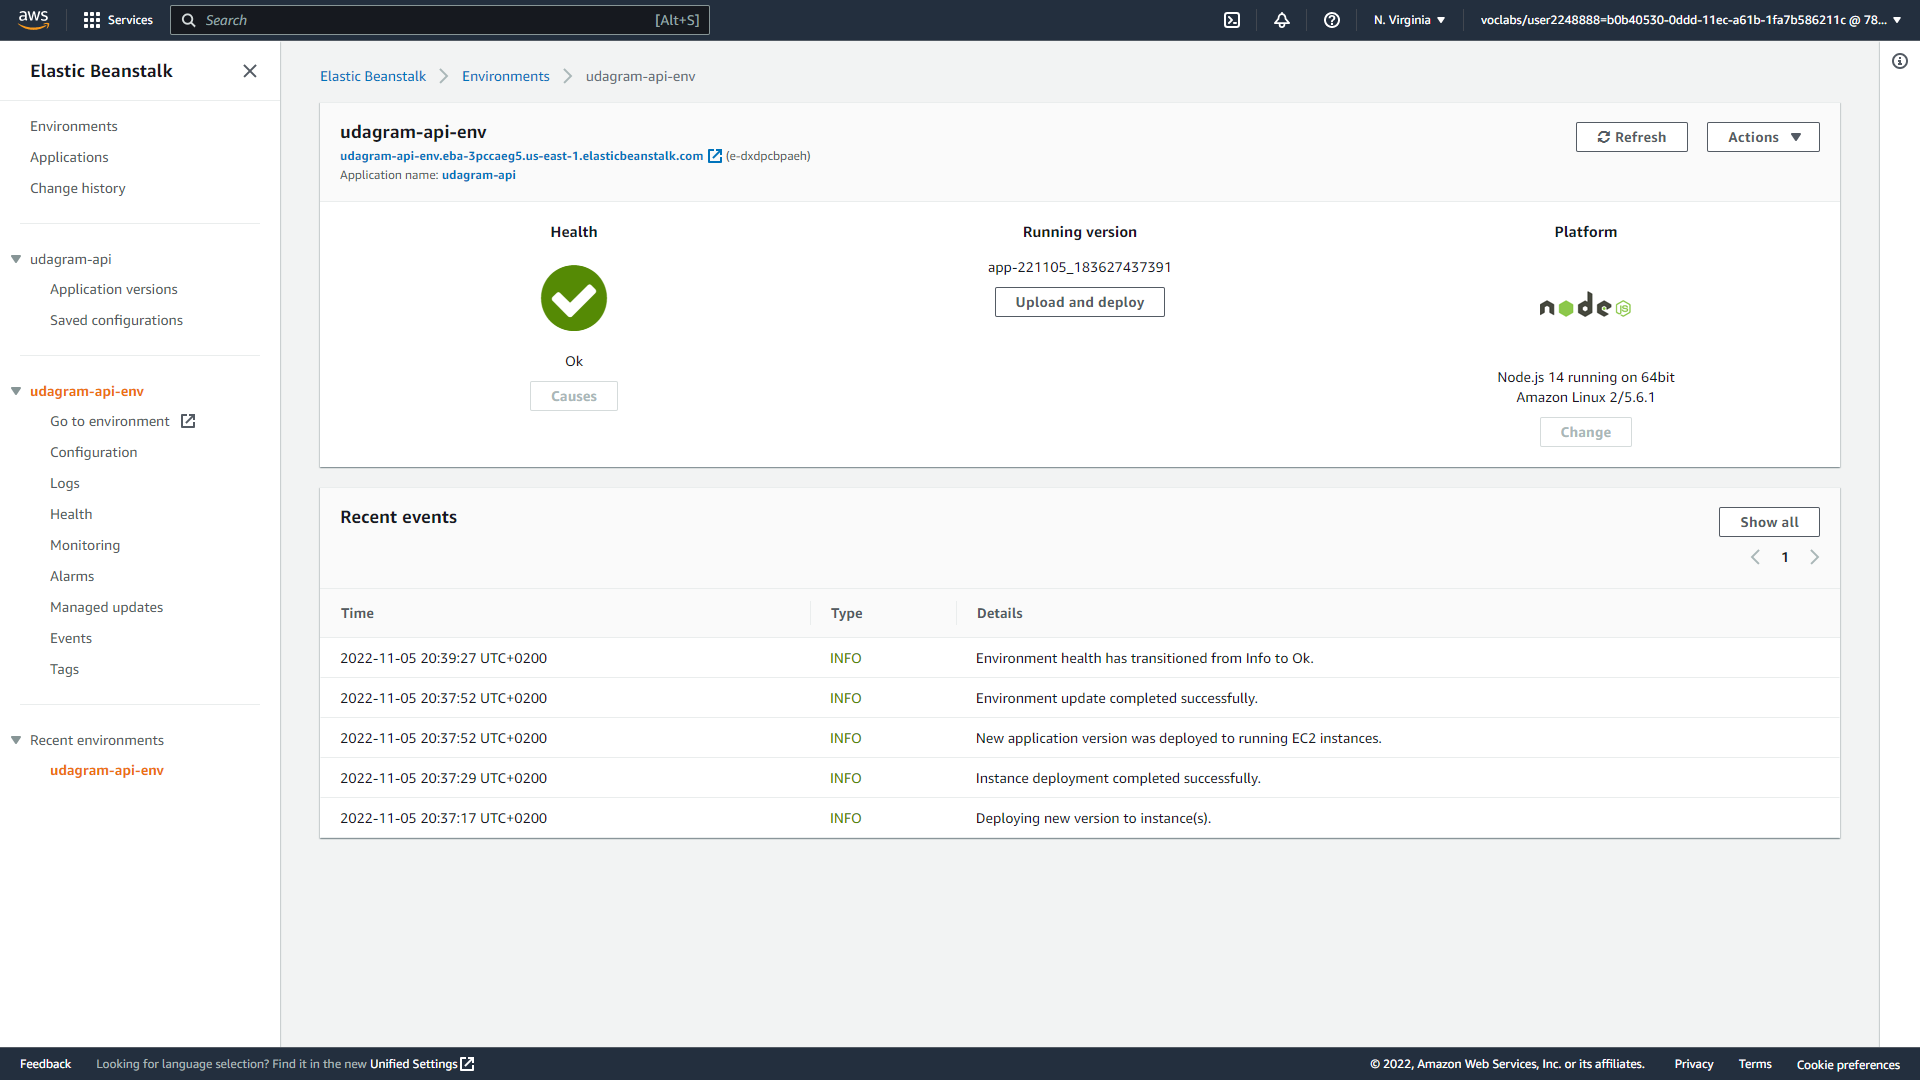 aws
Services
Search [Alt+S]
N. Virginia
voclabs/user2248888=b0b40530-0ddd-11ec-a61b-1fa7b586211c @ 78...
Elastic Beanstalk
Environments
Applications
Change history
udagram-api
Application versions
Saved configurations
udagram-api-env
Go to environment
Configuration
Logs
Health
Monitoring
Alarms
Managed updates
Events
Tags
Recent environments
udagram-api-env
Elastic Beanstalk Environments udagram-api-env
udagram-api-env
udagram-api-env.eba-3pccaeg5.us-east-1.elasticbeanstalk.com (e-dxdpcbpaeh)
Application name: udagram-api
Refresh
Actions
Health
Ok
Causes
Running version
app-221105_183627437391
Upload and deploy
Platform
node JS
Node.js 14 running on 64bit
Amazon Linux 2/5.6.1
Change
Recent events
Show all
1
Time Type Details
2022-11-05 20:39:27 UTC+0200 INFO Environment health has transitioned from Info to Ok.
2022-11-05 20:37:52 UTC+0200 INFO Environment update completed successfully.
2022-11-05 20:37:52 UTC+0200 INFO New application version was deployed to running EC2 instances.
2022-11-05 20:37:29 UTC+0200 INFO Instance deployment completed successfully.
2022-11-05 20:37:17 UTC+0200 INFO Deploying new version to instance(s).
Feedback Looking for language selection? Find it in the new Unified Settings
© 2022, Amazon Web Services, Inc. or its affiliates. Privacy Terms Cookie preferences